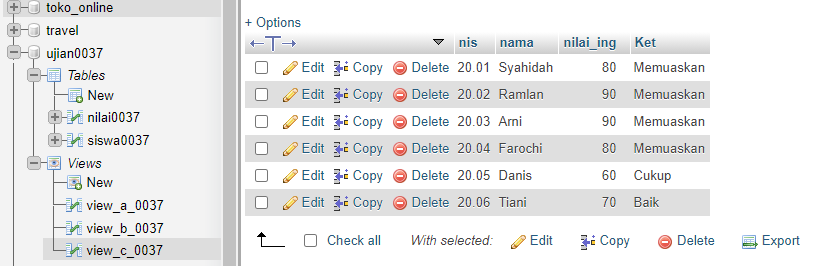 toko_online
travel
ujian0037
Tables
New
nilai0037
siswa0037
Views
New
view_a_0037
view_b_0037
view_c_0037
+ Options
←T→ nis nama nilai_ing Ket
Edit Copy Delete 20.01 Syahidah 80 Memuaskan
Edit Copy Delete 20.02 Ramlan 90 Memuaskan
Edit Copy Delete 20.03 Arni 90 Memuaskan
Edit Copy Delete 20.04 Farochi 80 Memuaskan
Edit Copy Delete 20.05 Danis 60 Cukup
Edit Copy Delete 20.06 Tiani 70 Baik
Check all With selected: Edit Copy Delete Export